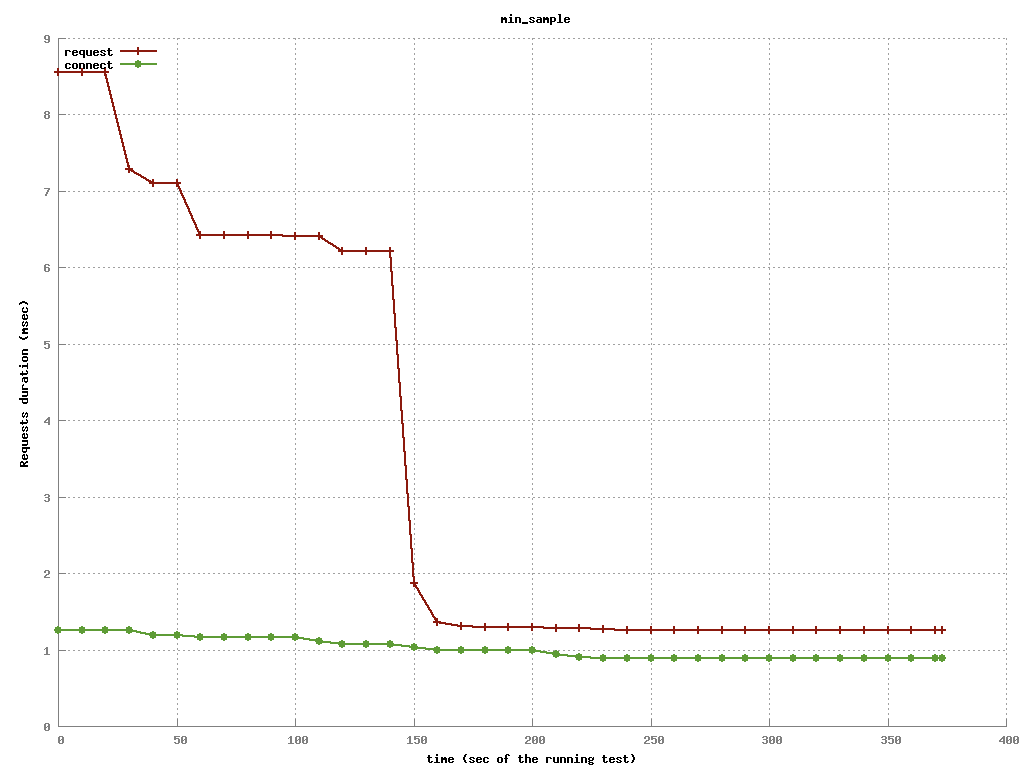 min_sample
9
request
connect
8
7
6
5
4
3
2
1
0
Requests duration (msec)
0 50 100 150 200 250 300 350 400
time (sec of the running test)